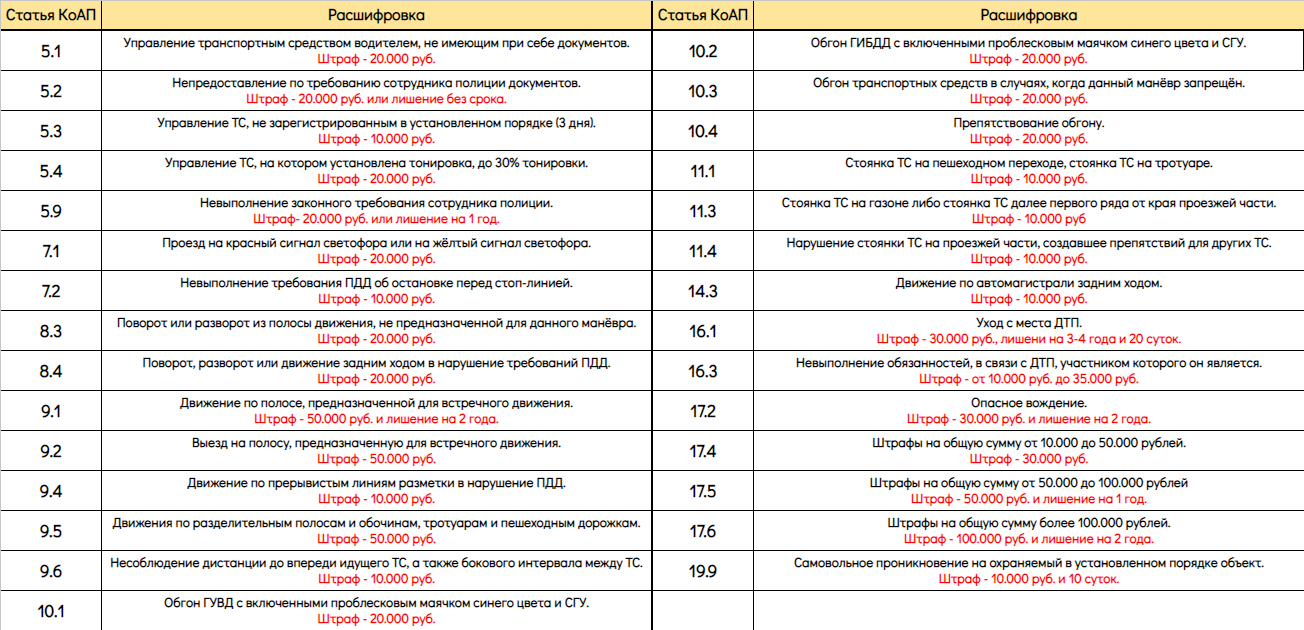 Статья КоАП
Расшифровка
5.1
Управление транспортным средством водителем, не имеющим при себе документов.
Штраф - 20.000 руб.
5.2
Непредоставление по требованию сотрудника полиции документов.
Штраф - 20.000 руб. или лишение без срока.
5.3
Управление ТС, не зарегистрированным в установленном порядке (3 дня).
Штраф - 10.000 руб.
5.4
Управление ТС, на котором установлена тонировка, до 30% тонировки.
Штраф - 20.000 руб.
5.9
Невыполнение законного требования сотрудника полиции.
Штраф- 20.000 руб. или лишение на 1 год.
7.1
Проезд на красный сигнал светофора или на жёлтый сигнал светофора.
Штраф - 20.000 руб.
7.2
Невыполнение требования ПДД об остановке перед стоп-линией.
Штраф - 10.000 руб.
8.3
Поворот или разворот из полосы движения, не предназначенной для данного манёвра.
Штраф - 20.000 руб.
8.4
Поворот, разворот или движение задним ходом в нарушение требований ПДД.
Штраф - 20.000 руб.
9.1
Движение по полосе, предназначенной для встречного движения.
Штраф - 50.000 руб. и лишение на 2 года.
9.2
Выезд на полосу, предназначенную для встречного движения.
Штраф - 50.000 руб.
9.4
Движение по прерывистым линиям разметки в нарушение ПДД.
Штраф - 10.000 руб.
9.5
Движения по разделительным полосам и обочинам, тротуарам и пешеходным дорожкам.
Штраф - 50.000 руб.
9.6
Несоблюдение дистанции до впереди идущего ТС, а также бокового интервала между ТС.
Штраф - 10.000 руб.
10.1
Обгон ГУВД с включенными проблесковым маячком синего цвета и СГУ.
Штраф - 20.000 руб.
Статья КоАП
Расшифровка
10.2
Обгон ГИБДД с включенными проблесковым маячком синего цвета и СГУ.
Штраф - 20.000 руб.
10.3
Обгон транспортных средств в случаях, когда данный манёвр запрещён.
Штраф - 20.000 руб.
10.4
Препятствование обгону.
Штраф - 20.000 руб.
11.1
Стоянка ТС на пешеходном переходе, стоянка ТС на тротуаре.
Штраф - 10.000 руб.
11.3
Стоянка ТС на газоне либо стоянка ТС далее первого ряда от края проезжей части.
Штраф - 10.000 руб
11.4
Нарушение стоянки ТС на проезжей части, создавшее препятствий для других ТС.
Штраф - 10.000 руб.
14.3
Движение по автомагистрали задним ходом.
Штраф - 10.000 руб.
16.1
Уход с места ДТП.
Штраф - 30.000 руб., лишени на 3-4 года и 20 суток.
16.3
Невыполнение обязанностей, в связи с ДТП, участником которого он является.
Штраф - от 10.000 руб. до 35.000 руб.
17.2
Опасное вождение.
Штраф - 30.000 руб. и лишение на 2 года.
17.4
Штрафы на общую сумму от 10.000 до 50.000 рублей.
Штраф - 30.000 руб.
17.5
Штрафы на общую сумму от 50.000 до 100.000 рублей
Штраф - 50.000 руб. и лишение на 1 год.
17.6
Штрафы на общую сумму более 100.000 рублей.
Штраф - 100.000 руб. и лишение на 2 года.
19.9
Самовольное проникновение на охраняемый в установленном порядке объект.
Штраф - 10.000 руб. и 10 суток.